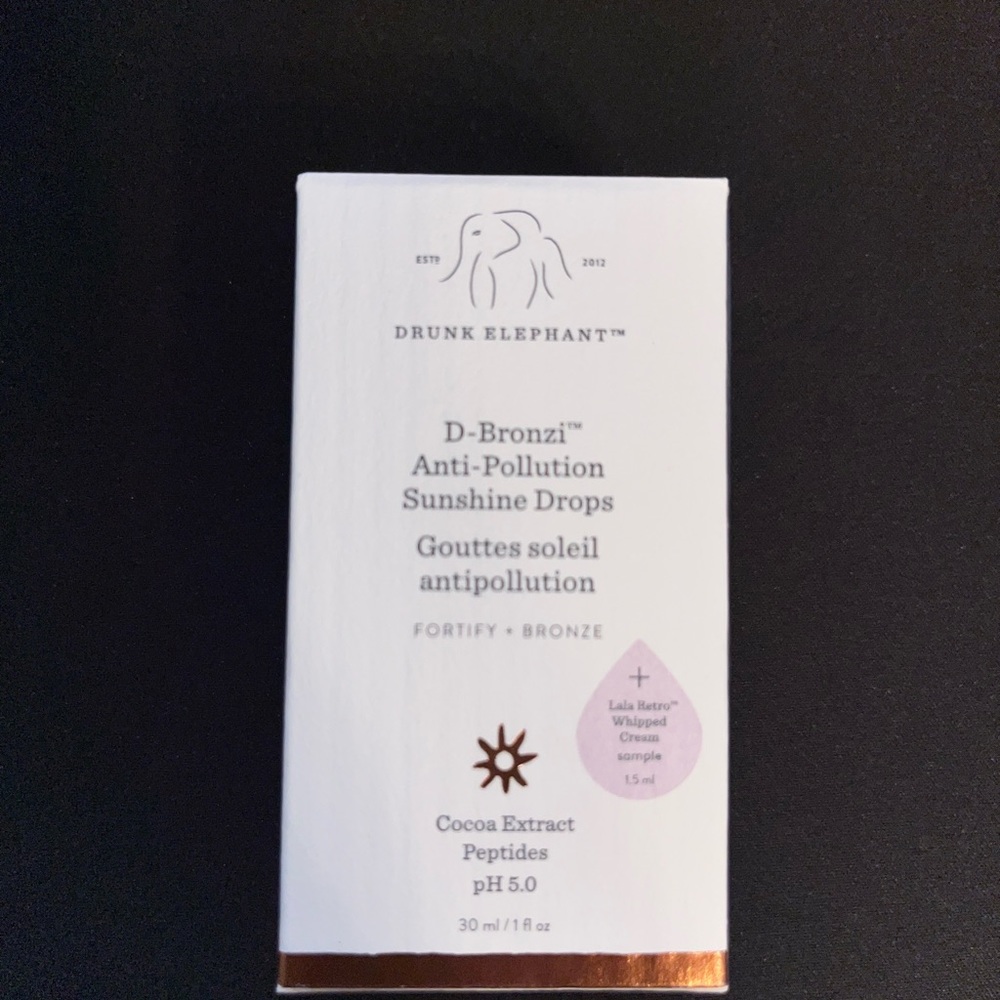 ESTD 2012
DRUNK ELEPHANT™
D-Bronzi™
Anti-Pollution
Sunshine Drops
Gouttes soleil
antipollution
FORTIFY + BRONZE
+
Lala Retro™
Whipped
Cream
sample
1.5 ml
Cocoa Extract
Peptides
pH 5.0
30 ml / 1 fl oz